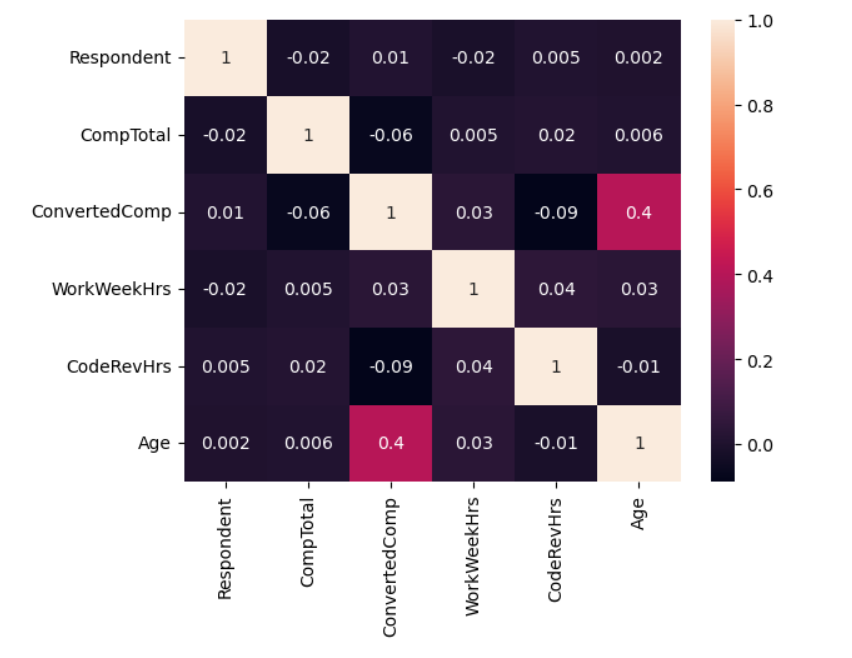 Respondent 1 -0.02 0.01 -0.02 0.005 0.002
CompTotal -0.02 1 -0.06 0.005 0.02 0.006
ConvertedComp 0.01 -0.06 1 0.03 -0.09 0.4
WorkWeekHrs -0.02 0.005 0.03 1 0.04 0.03
CodeRevHrs 0.005 0.02 -0.09 0.04 1 -0.01
Age 0.002 0.006 0.4 0.03 -0.01 1
Respondent
CompTotal
ConvertedComp
WorkWeekHrs
CodeRevHrs
Age
1.0
0.8
0.6
0.4
0.2
0.0